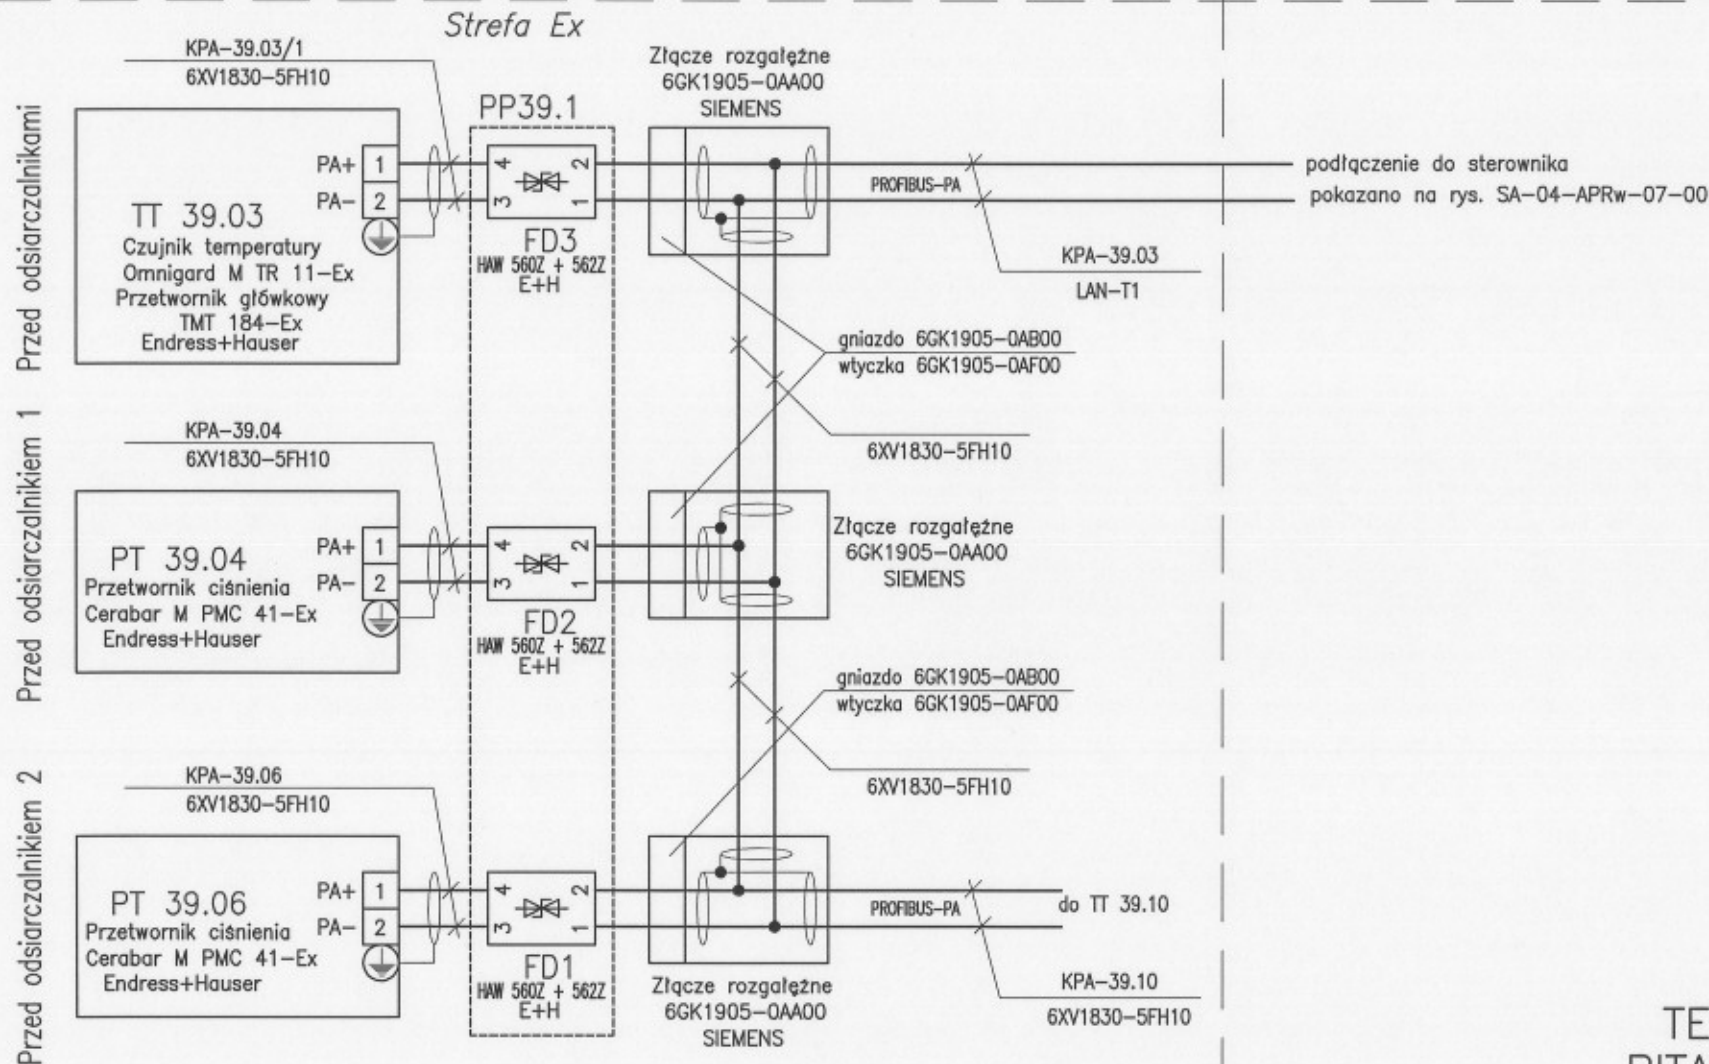 Strefa Ex
KPA-39.03/1
6XV1830-5FH10
Złącze rozgałęźne
6GK1905-0AA00
SIEMENS
PP39.1
Przed odsiarczalnikami
PA+ 1
PA- 2
TT 39.03
Czujnik temperatury
Omnigard M TR 11-Ex
Przetwornik główkowy
TMT 184-Ex
Endress+Hauser
4 2
3 1
FD3
HAW 560Z + 562Z
E+H
PROFIBUS-PA
podłączenie do sterownika
pokazano na rys. SA-04-APRw-07-00
KPA-39.03
LAN-T1
gniazdo 6GK1905-0AB00
wtyczka 6GK1905-0AF00
6XV1830-5FH10
KPA-39.04
6XV1830-5FH10
Przed odsiarczalnikiem 1
PA+ 1
PA- 2
PT 39.04
Przetwornik ciśnienia
Cerabar M PMC 41-Ex
Endress+Hauser
4 2
3 1
FD2
HAW 560Z + 562Z
E+H
Złącze rozgałęźne
6GK1905-0AA00
SIEMENS
gniazdo 6GK1905-0AB00
wtyczka 6GK1905-0AF00
6XV1830-5FH10
KPA-39.06
6XV1830-5FH10
Przed odsiarczalnikiem 2
PA+ 1
PA- 2
PT 39.06
Przetwornik ciśnienia
Cerabar M PMC 41-Ex
Endress+Hauser
4 2
3 1
FD1
HAW 560Z + 562Z
E+H
Złącze rozgałęźne
6GK1905-0AA00
SIEMENS
PROFIBUS-PA
do TT 39.10
KPA-39.10
6XV1830-5FH10
TE